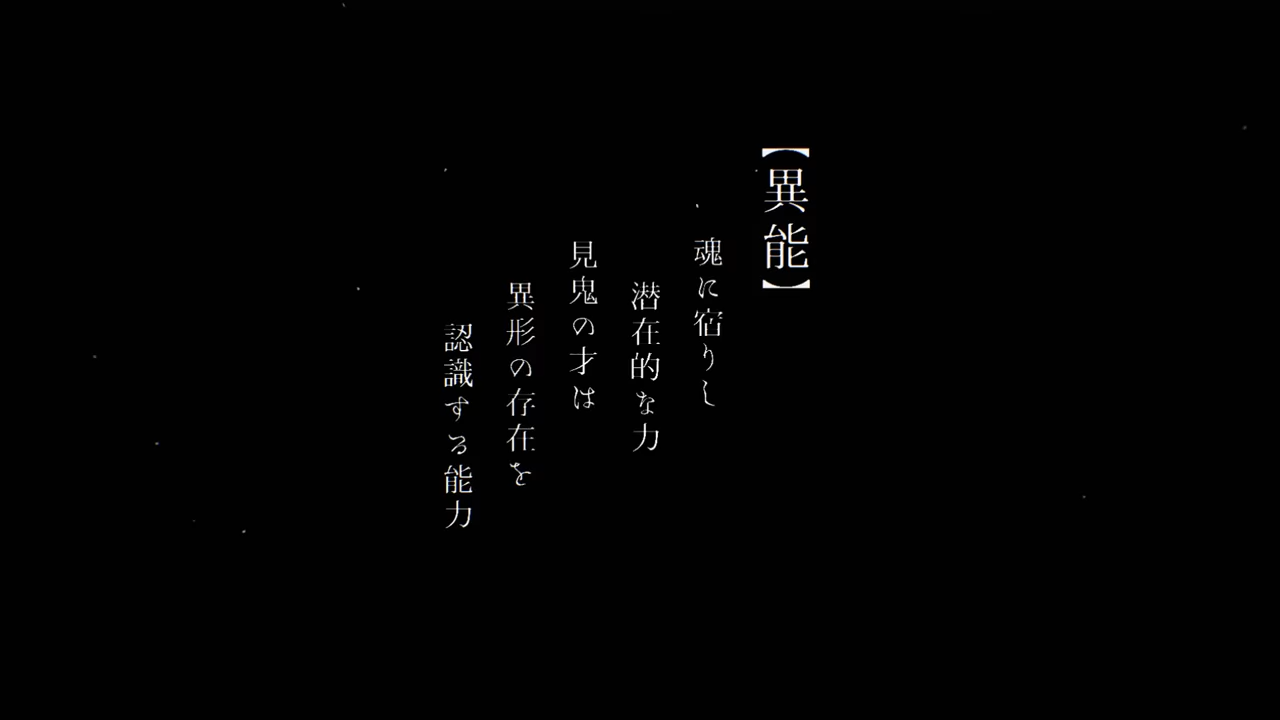 【異能】
魂に宿りし
潜在的な力
見鬼の才は
異形の存在を
認識する能力